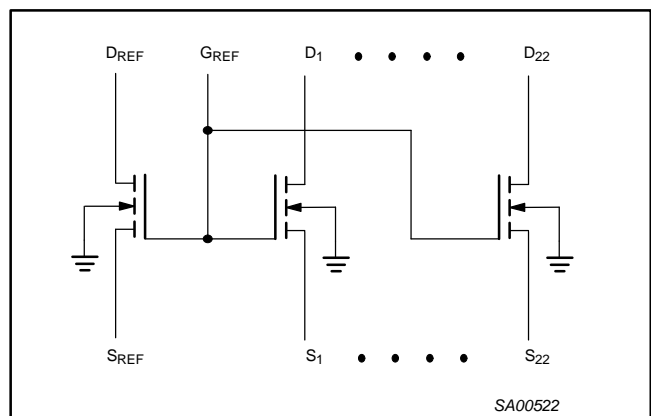 DREF GREF D1 • • • • D22
SREF S1 • • • • S22
SA00522